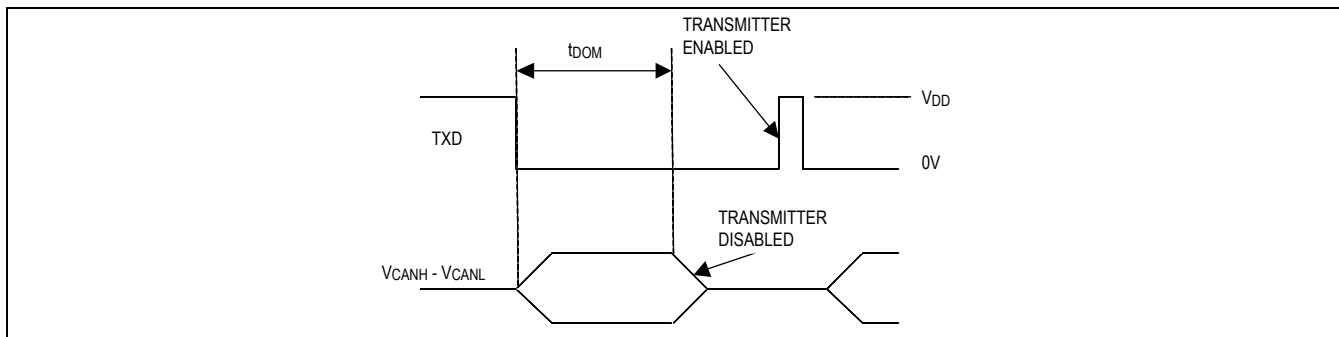 TRANSMITTER
ENABLED
tDOM
VDD
TXD
0V
TRANSMITTER
DISABLED
VCANH - VCANL